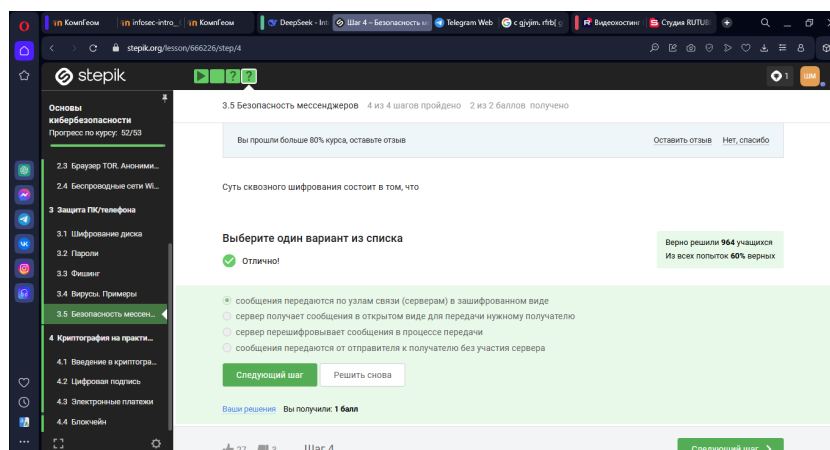 КомпГеом
infosec-intro_
КомпГеом
DeepSeek - Int
Шаг 4 – Безопасность м
Telegram Web
с gjvjim. rfrb[
Видеохостинг
Студия RUTUB
stepik.org/lesson/666226/step/4
stepik
1
ШМ
Основы
кибербезопасности
Прогресс по курсу: 52/53
2.3 Браузер TOR. Аноними...
2.4 Беспроводные сети Wi...
3 Защита ПК/телефона
3.1 Шифрование диска
3.2 Пароли
3.3 Фишинг
3.4 Вирусы. Примеры
3.5 Безопасность мессен...
4 Криптография на практи...
4.1 Введение в криптогра...
4.2 Цифровая подпись
4.3 Электронные платежи
4.4 Блокчейн
3.5 Безопасность мессенджеров 4 из 4 шагов пройдено 2 из 2 баллов получено
Вы прошли больше 80% курса, оставьте отзыв
Оставить отзыв Нет, спасибо
Суть сквозного шифрования состоит в том, что
Выберите один вариант из списка
Отлично!
Верно решили 964 учащихся
Из всех попыток 60% верных
сообщения передаются по узлам связи (серверам) в зашифрованном виде
сервер получает сообщения в открытом виде для передачи нужному получателю
сервер перешифровывает сообщения в процессе передачи
сообщения передаются от отправителя к получателю без участия сервера
Следующий шаг Решить снова
Ваши решения Вы получили: 1 балл
27 3 Шаг 4
Следующий шаг